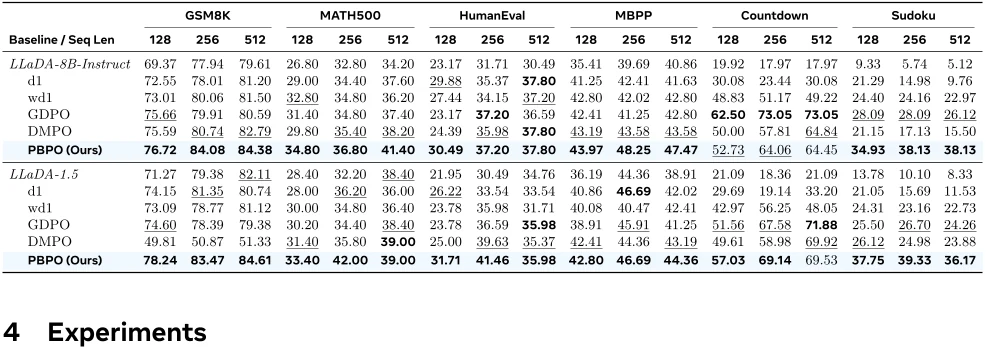 GSM8K MATH500 HumanEval MBPP Countdown Sudoku
Baseline / Seq Len 128 256 512 128 256 512 128 256 512 128 256 512 128 256 512 128 256 512
LLaDA-8B-Instruct 69.37 77.94 79.61 26.80 32.80 34.20 23.17 31.71 30.49 35.41 39.69 40.86 19.92 17.97 17.97 9.33 5.74 5.12
d1 72.55 78.01 81.20 29.00 34.40 37.60 29.88 35.37 37.80 41.25 42.41 41.63 30.08 23.44 30.08 21.29 14.98 9.76
wd1 73.01 80.06 81.50 32.80 34.80 36.20 27.44 34.15 37.20 42.80 42.02 42.80 48.83 51.17 49.22 24.40 24.16 22.97
GDPO 75.66 79.91 80.59 31.40 34.80 37.40 23.17 37.20 36.59 42.41 41.25 42.80 62.50 73.05 73.05 28.09 28.09 26.12
DMPO 75.59 80.74 82.79 29.80 35.40 38.20 24.39 35.98 37.80 43.19 43.58 43.58 50.00 57.81 64.84 21.15 17.13 15.50
PBPO (Ours) 76.72 84.08 84.38 34.80 36.80 41.40 30.49 37.20 37.80 43.97 48.25 47.47 52.73 64.06 64.45 34.93 38.13 38.13
LLaDA-1.5 71.27 79.38 82.11 28.40 32.20 38.40 21.95 30.49 34.76 36.19 44.36 38.91 21.09 18.36 21.09 13.78 10.10 8.33
d1 74.15 81.35 80.74 28.00 36.20 36.00 26.22 33.54 33.54 40.86 46.69 42.02 29.69 19.14 33.20 21.05 15.69 11.53
wd1 73.09 78.77 81.12 30.00 34.80 36.40 23.78 35.98 31.71 40.08 40.47 42.41 42.97 56.25 48.05 24.31 23.16 22.73
GDPO 74.60 78.39 79.38 30.20 34.40 38.40 23.78 36.59 35.98 38.91 45.91 41.25 51.56 67.58 71.88 25.50 26.70 24.26
DMPO 49.81 50.87 51.33 31.40 35.80 39.00 25.00 39.63 35.37 42.41 44.36 43.19 49.61 58.98 69.92 26.12 24.98 23.88
PBPO (Ours) 78.24 83.47 84.61 33.40 42.00 39.00 31.71 41.46 35.98 42.80 46.69 44.36 57.03 69.14 69.53 37.75 39.33 36.17
4 Experiments